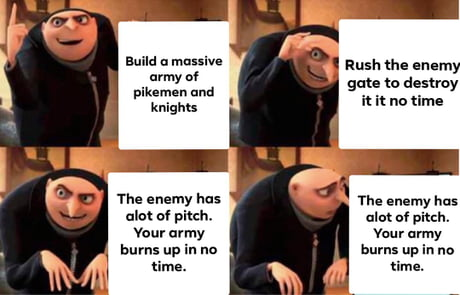 Build a massive
army of
pikemen and
knights
Rush the enemy
gate to destroy
it it no time
The enemy has
alot of pitch.
Your army
burns up in no
time.
The enemy has
alot of pitch.
Your army
burns up in no
time.